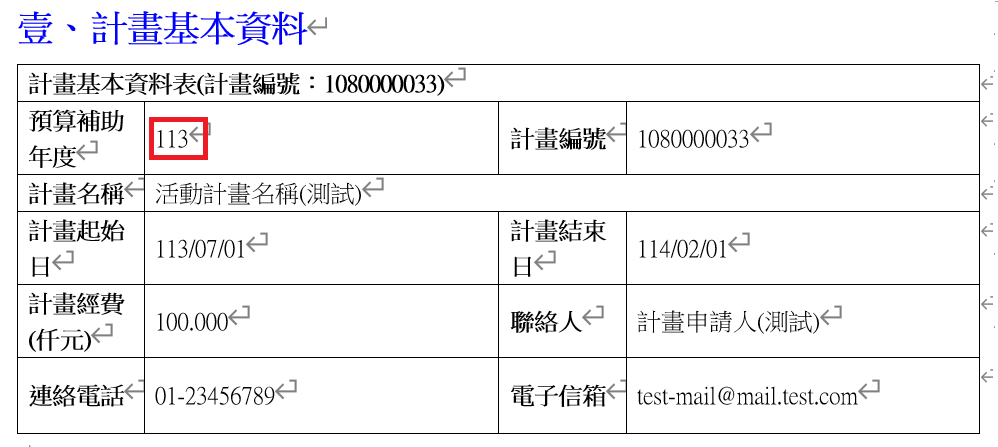 壹、計畫基本資料
計畫基本資料表(計畫編號：1080000033)
預算補助
年度
113
計畫編號
1080000033
計畫名稱
活動計畫名稱(測試)
計畫起始
日
113/07/01
計畫結束
日
114/02/01
計畫經費
(仟元)
100.000
聯絡人
計畫申請人(測試)
連絡電話
01-23456789
電子信箱
test-mail@mail.test.com